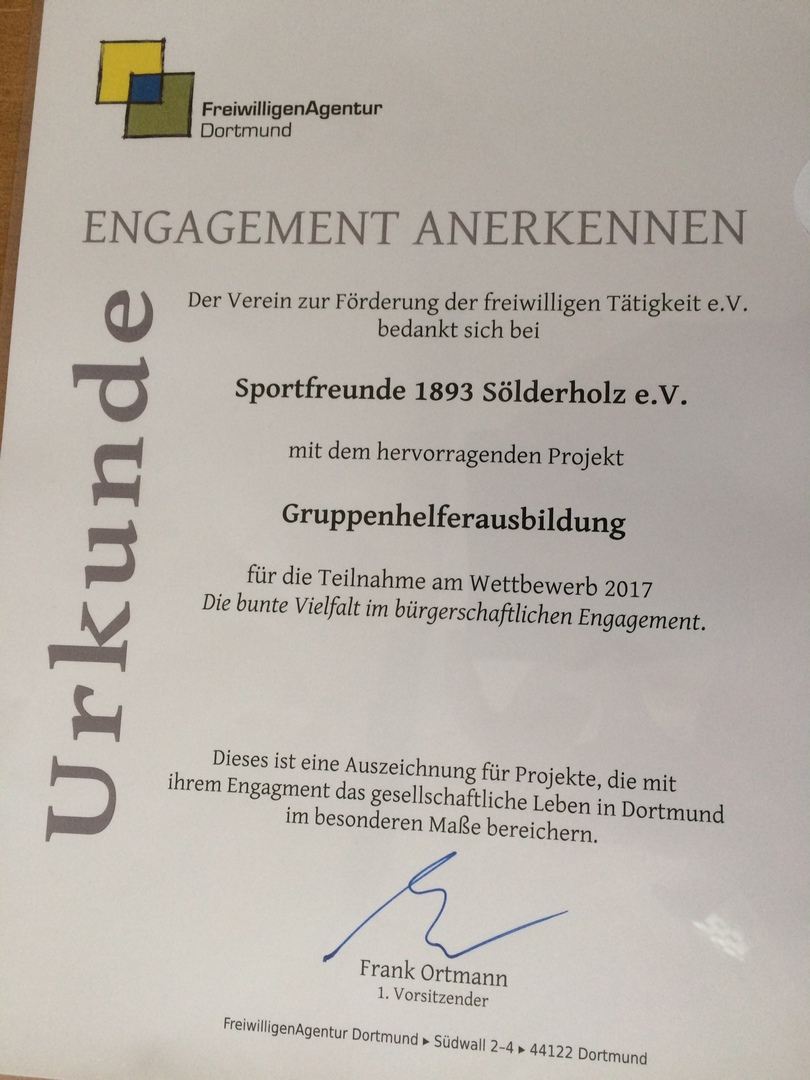 FreiwilligenAgentur
Dortmund
ENGAGEMENT ANERKENNEN
Urkunde
Der Verein zur Förderung der freiwilligen Tätigkeit e.V.
bedankt sich bei
Sportfreunde 1893 Sölderholz e.V.
mit dem hervorragenden Projekt
Gruppenhelferausbildung
für die Teilnahme am Wettbewerb 2017
Die bunte Vielfalt im bürgerschaftlichen Engagement.
Dieses ist eine Auszeichnung für Projekte, die mit
ihrem Engagment das gesellschaftliche Leben in Dortmund
im besonderen Maße bereichern.
Frank Ortmann
1. Vorsitzender
FreiwilligenAgentur Dortmund ▸ Südwall 2–4 ▸ 44122 Dortmund